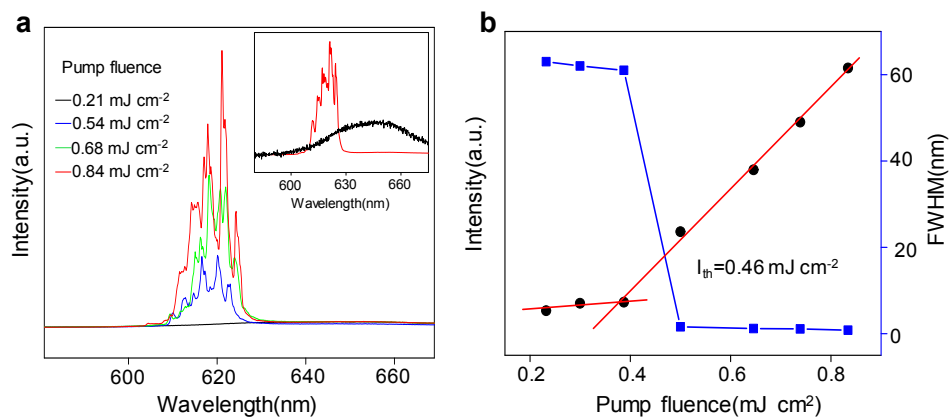 a
Pump fluence
0.21 mJ cm-2
0.54 mJ cm-2
0.68 mJ cm-2
0.84 mJ cm-2
Intensity(a.u.)
600 630 660
Wavelength(nm)
600 620 640 660
Wavelength(nm)
b
Intensity(a.u.)
Ith=0.46 mJ cm-2
60
40
20
0
FWHM(nm)
0.2 0.4 0.6 0.8
Pump fluence(mJ cm2)